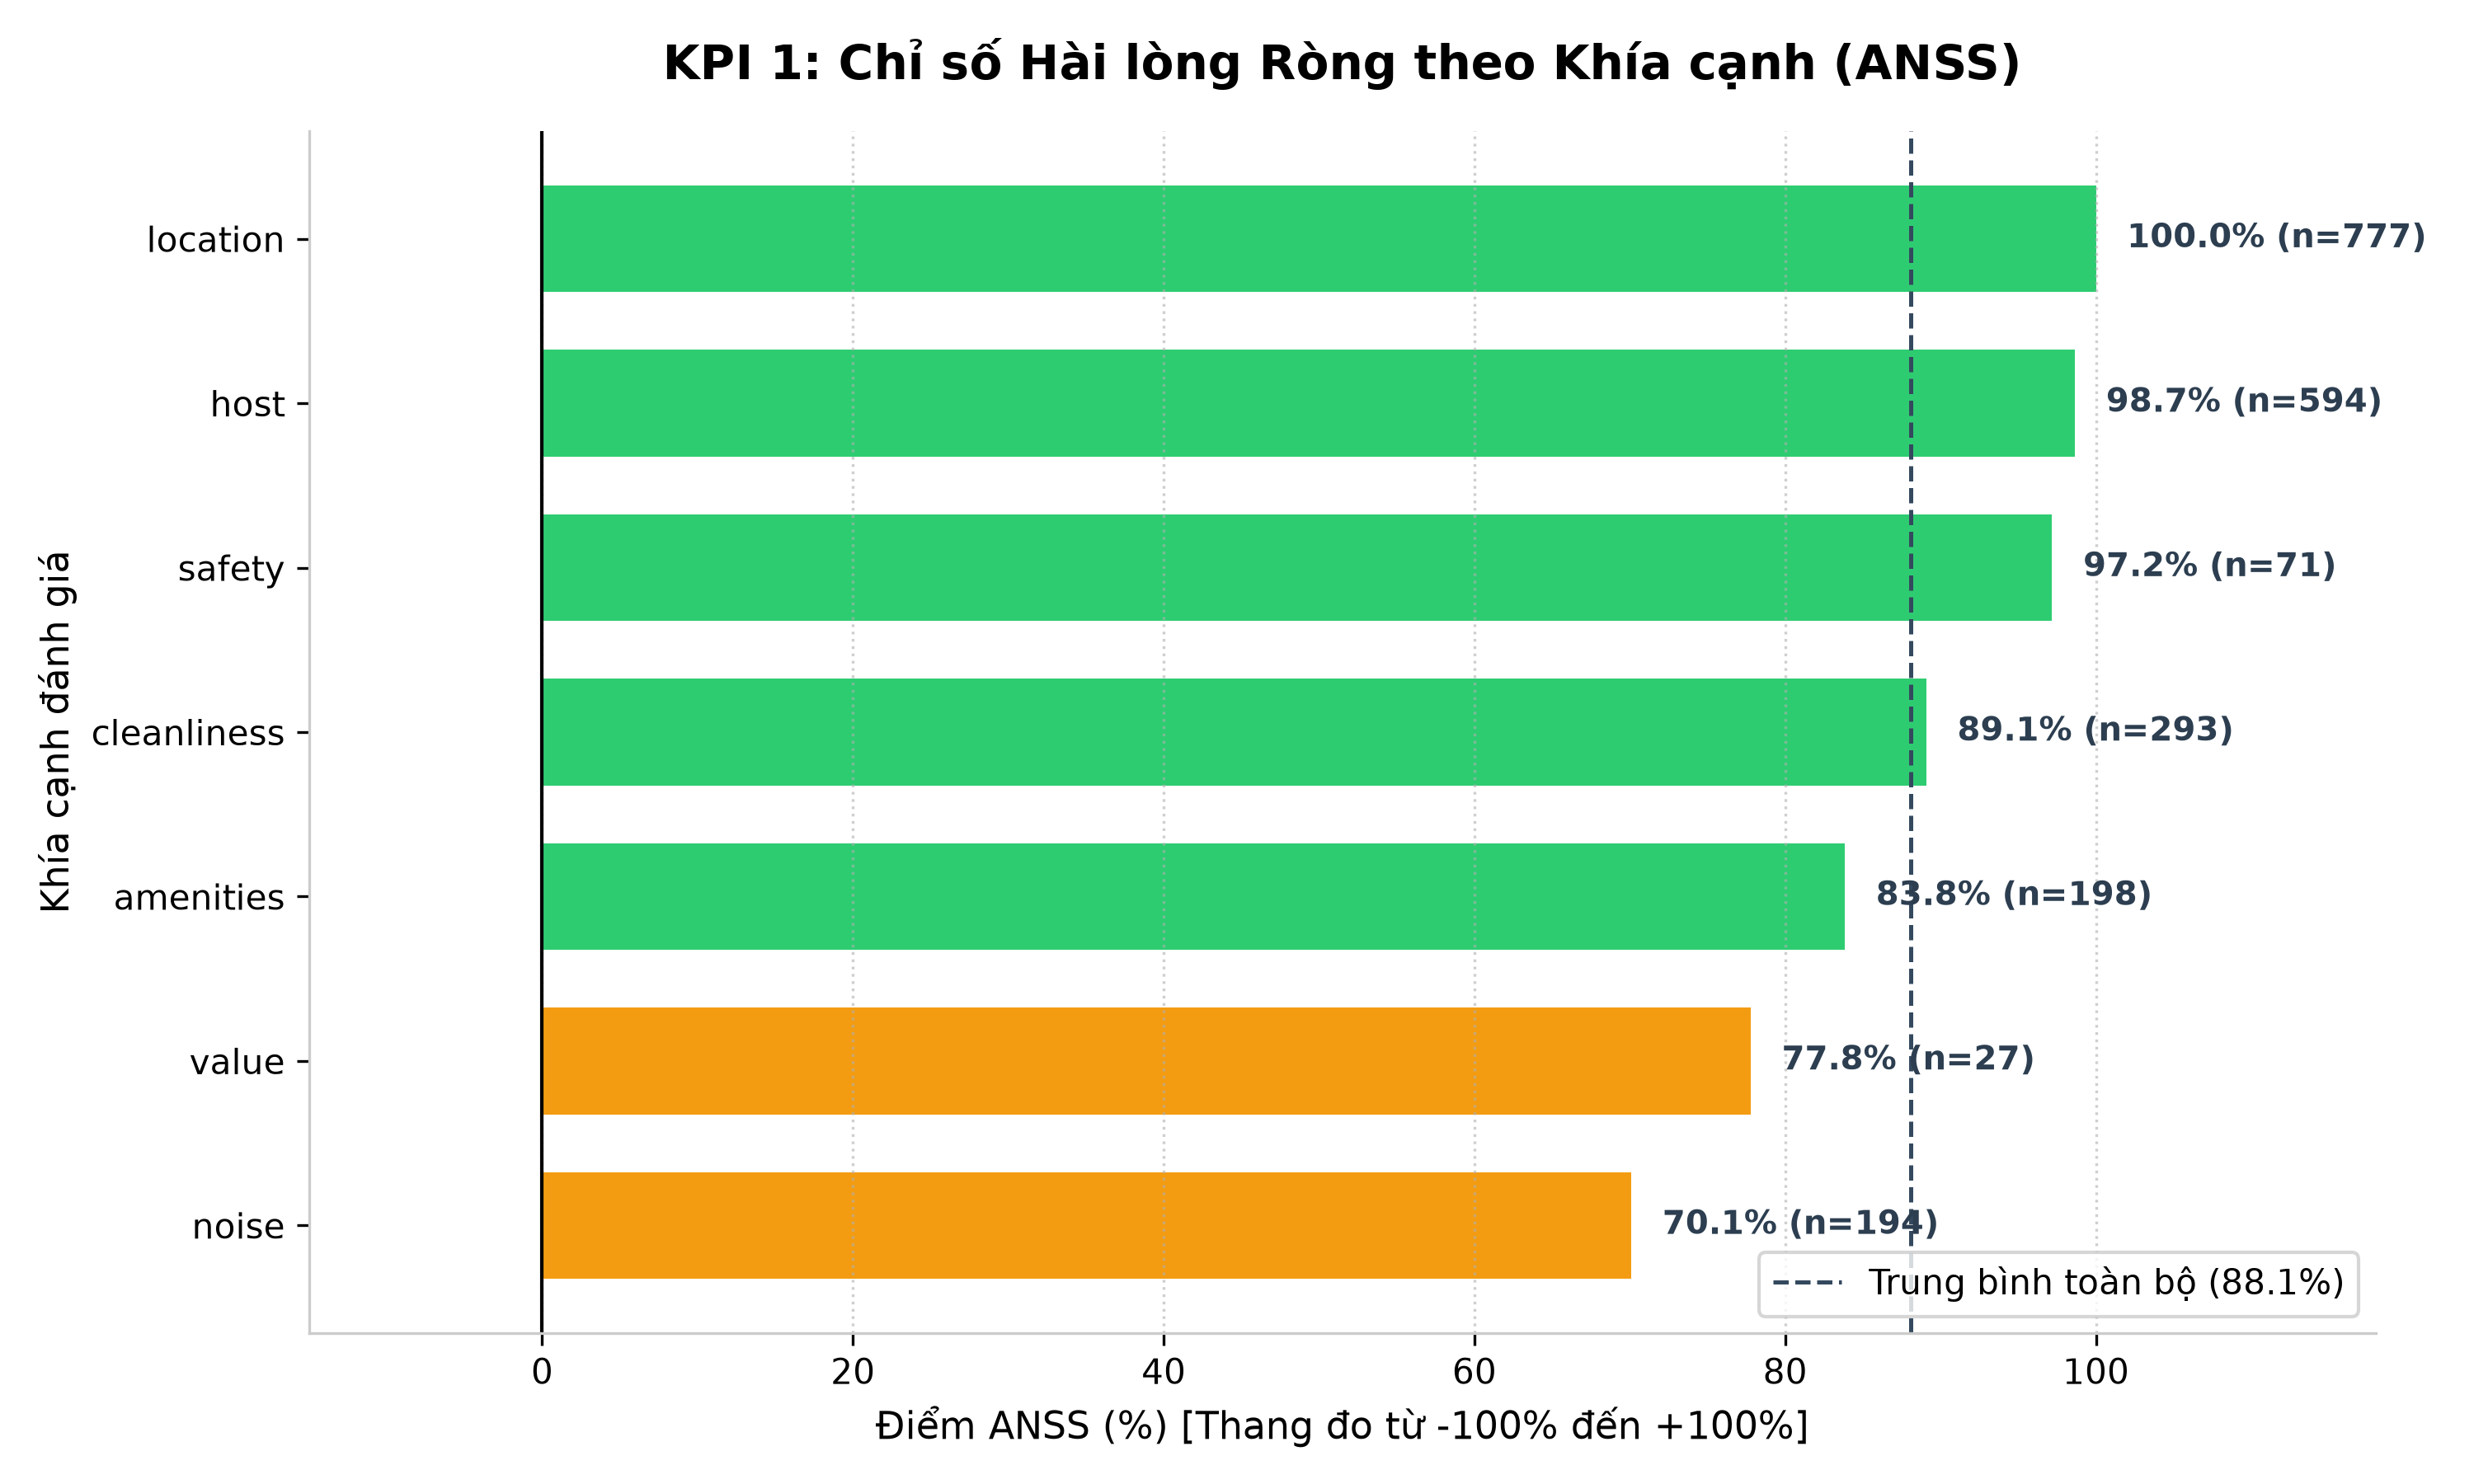 KPI 1: Chỉ số Hài lòng Ròng theo Khía cạnh (ANSS)
Khía cạnh đánh giá
location
100.0% (n=777)
host
98.7% (n=594)
safety
97.2% (n=71)
cleanliness
89.1% (n=293)
amenities
83.8% (n=198)
value
77.8% (n=27)
noise
70.1% (n=194)
Trung bình toàn bộ (88.1%)
0 20 40 60 80 100
Điểm ANSS (%) [Thang đo từ -100% đến +100%]